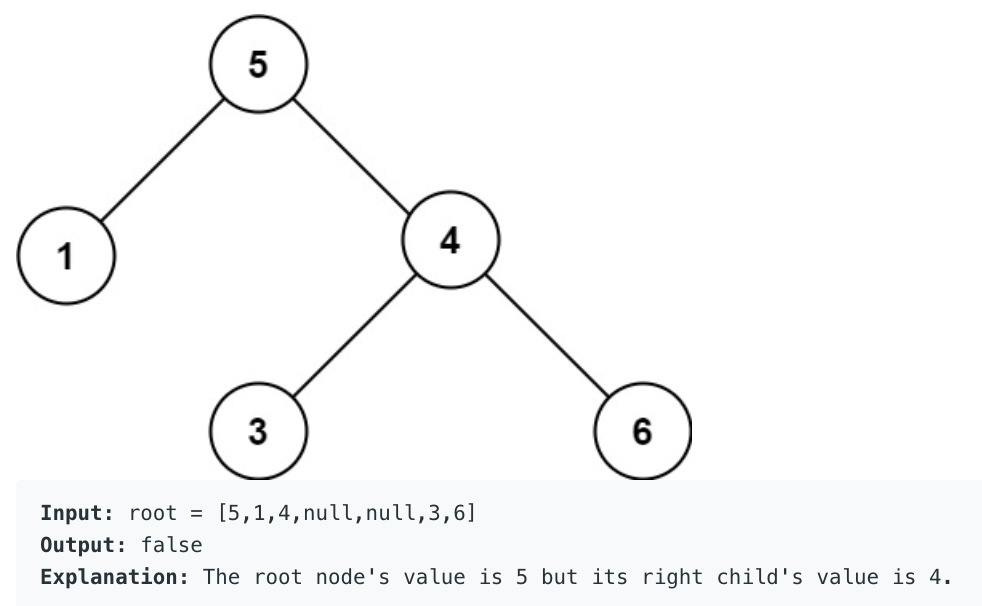 5
1
4
3
6
Input: root = [5,1,4,null,null,3,6]
Output: false
Explanation: The root node's value is 5 but its right child's value is 4.